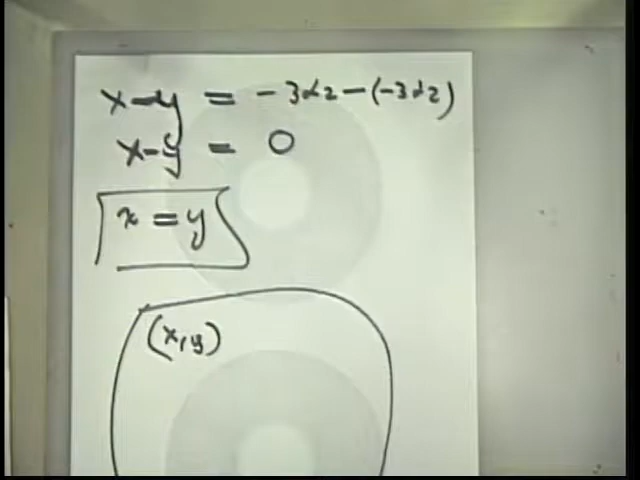 x-y = - 3α2 - (-3α2)
x-y = 0
x = y
(x, y)